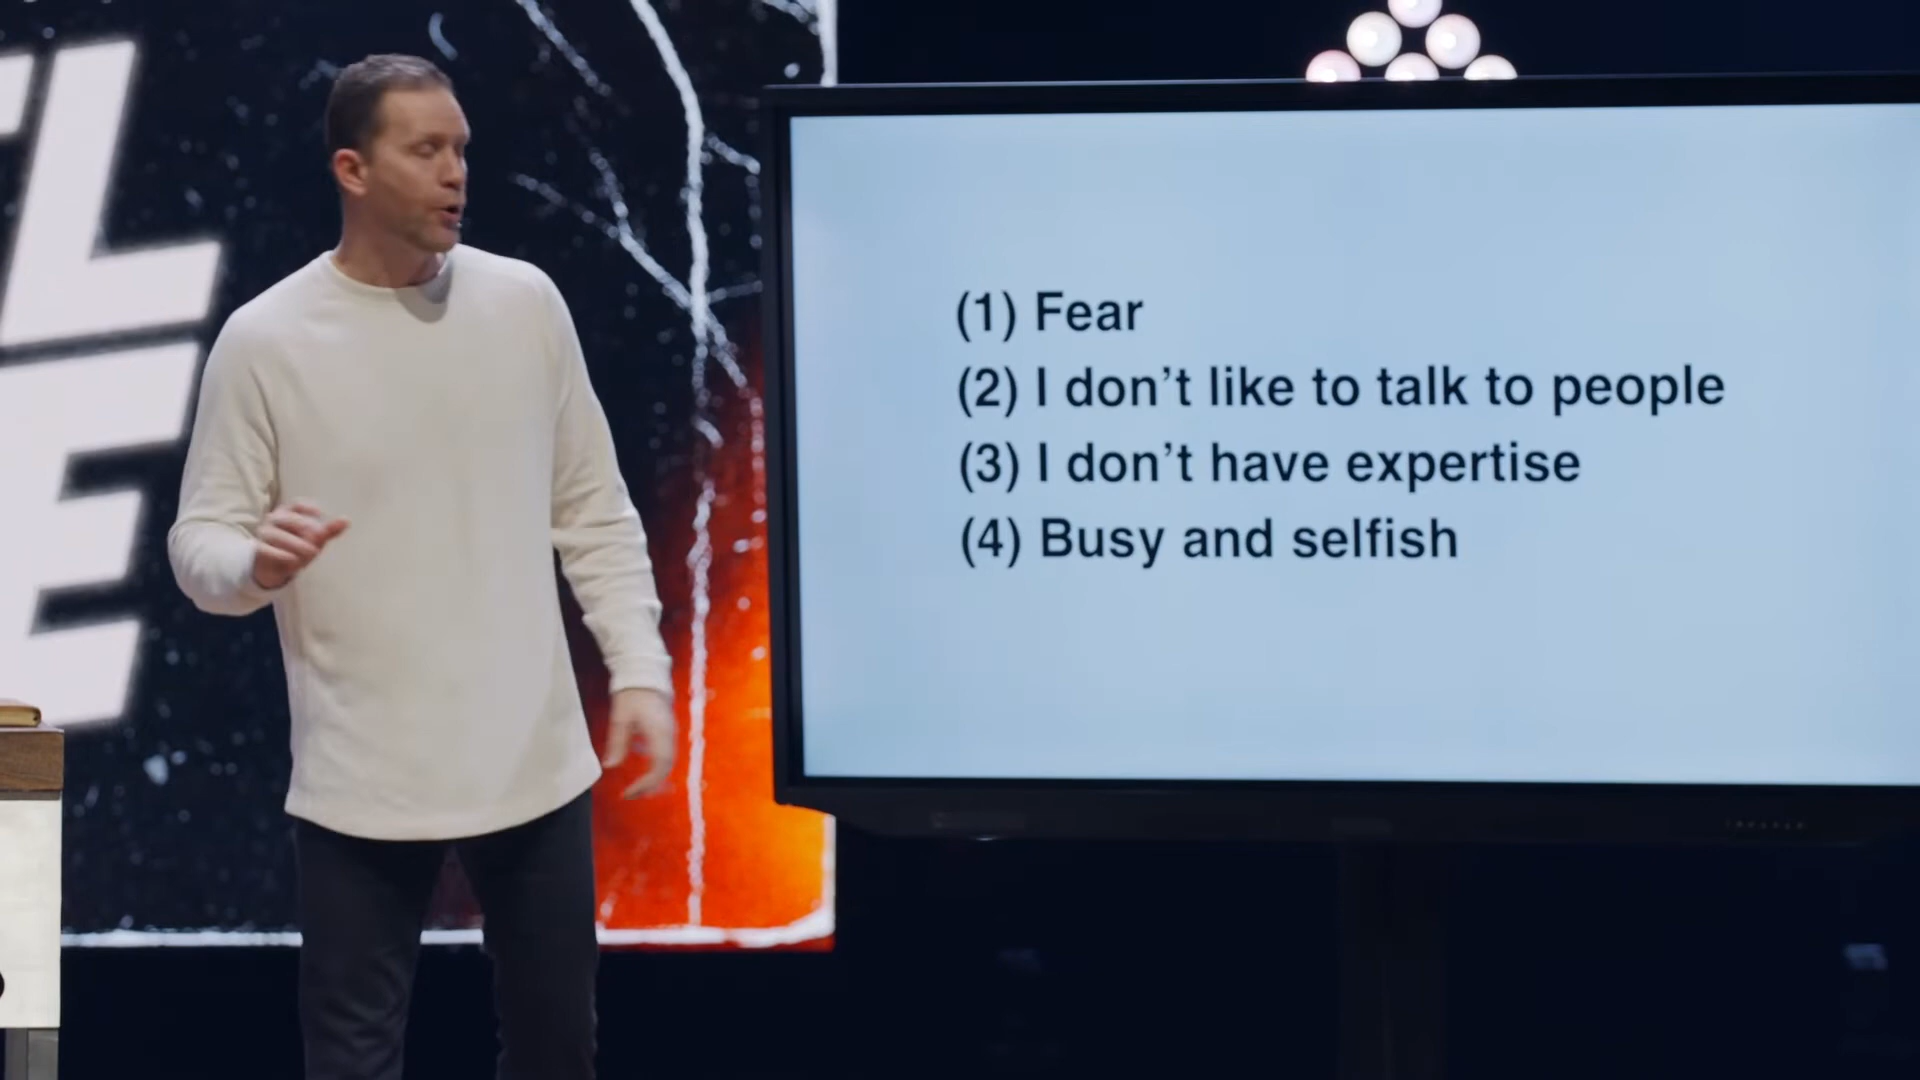 (1) Fear
(2) I don’t like to talk to people
(3) I don’t have expertise
(4) Busy and selfish